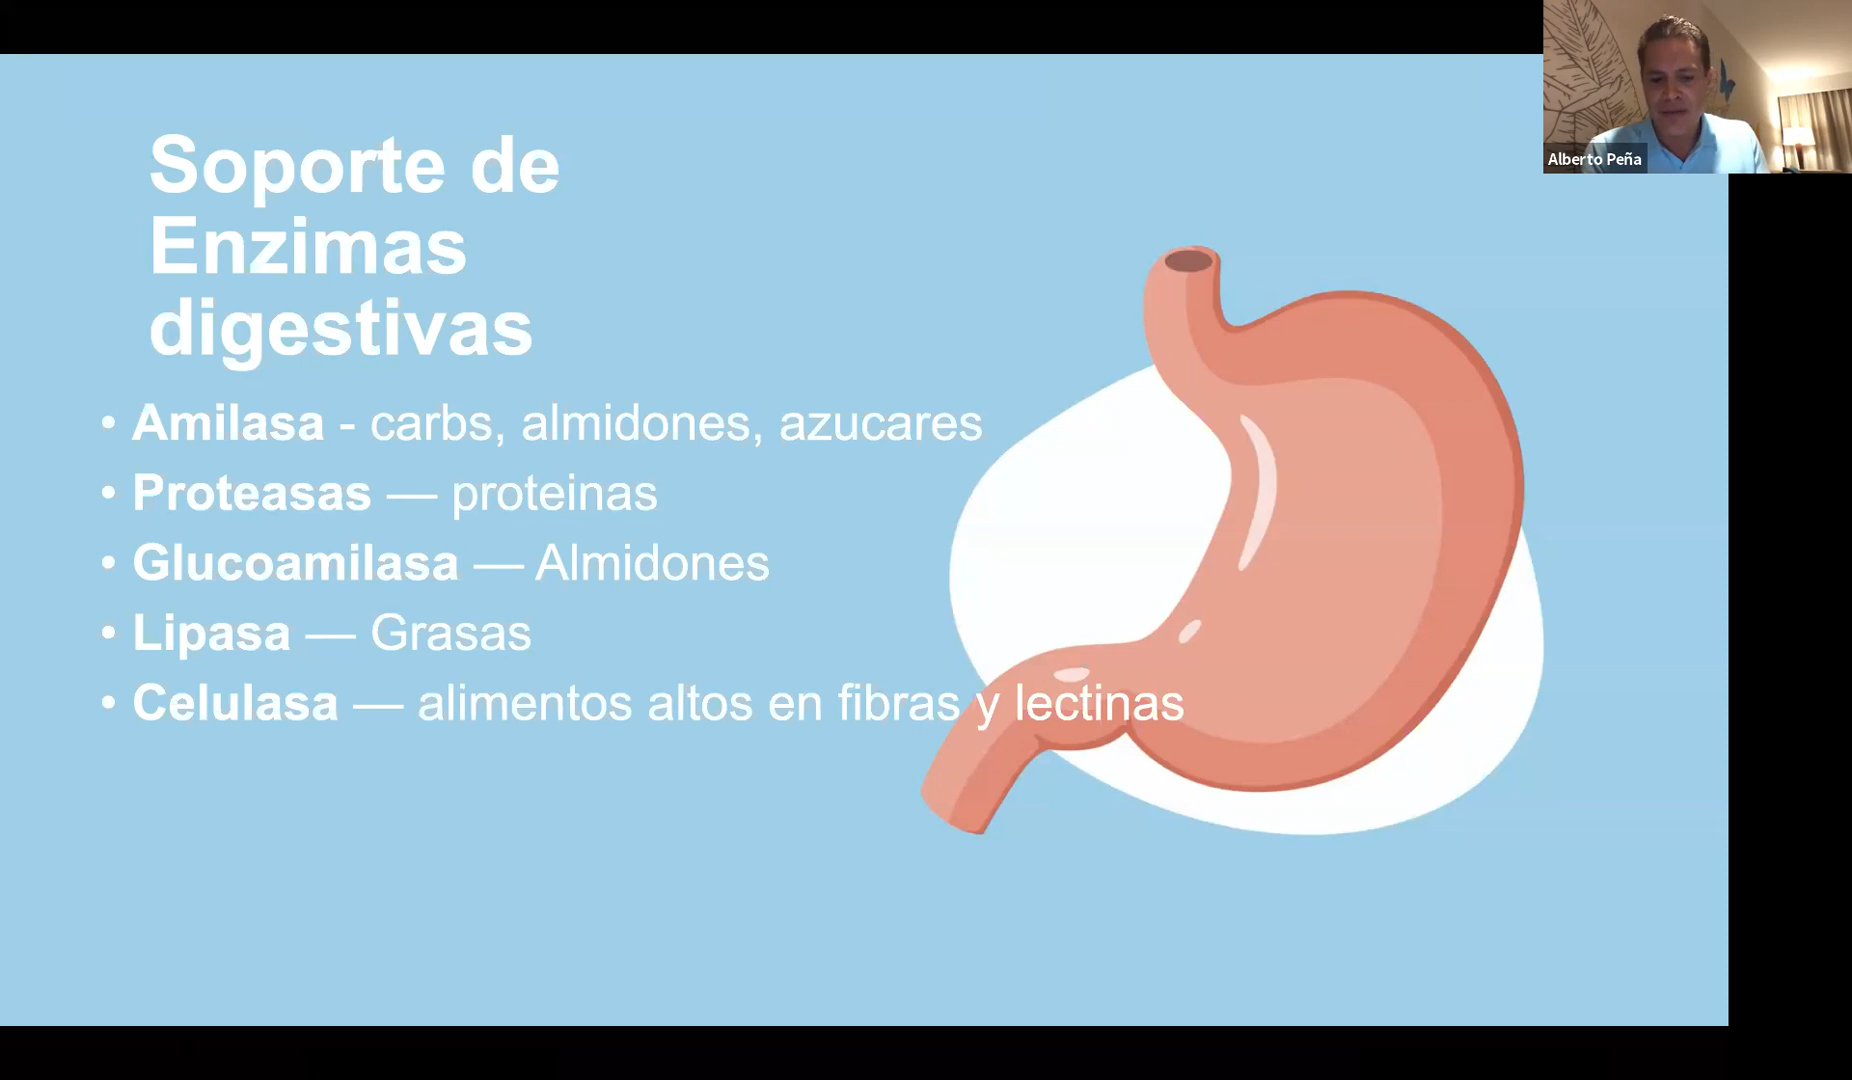 Soporte de
Enzimas
digestivas
• Amilasa - carbs, almidones, azucares
• Proteasas — proteinas
• Glucoamilasa — Almidones
• Lipasa — Grasas
• Celulasa — alimentos altos en fibras y lectinas
Alberto Peña